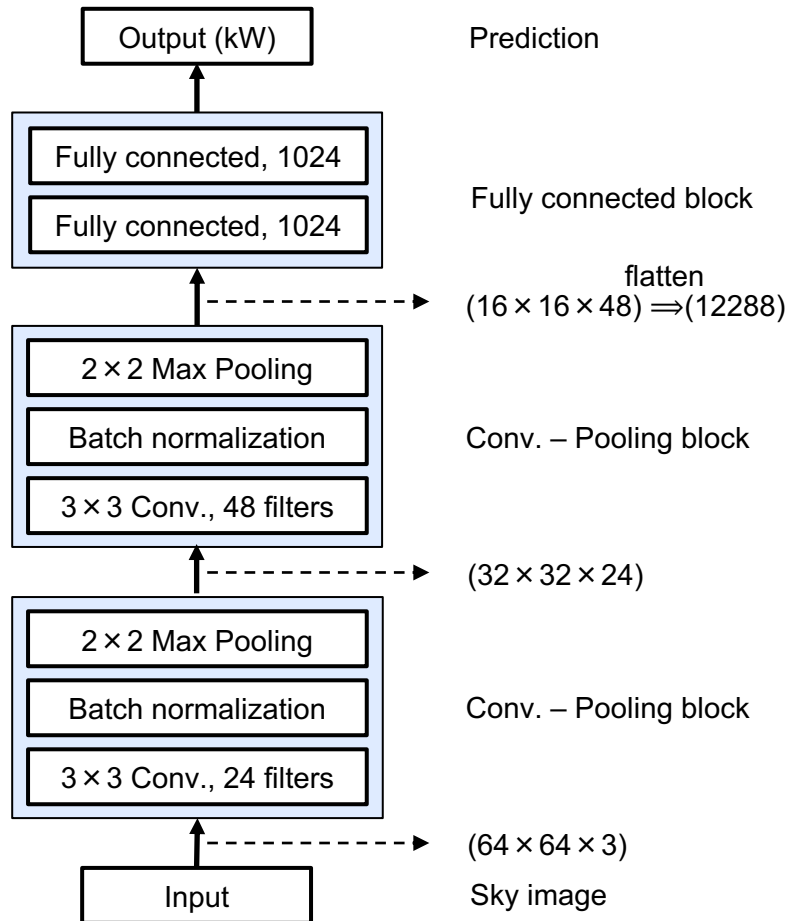 Output (kW)
Prediction
Fully connected, 1024
Fully connected, 1024
Fully connected block
flatten
(16 × 16 × 48) ⟹(12288)
2 × 2 Max Pooling
Batch normalization
Conv. – Pooling block
3 × 3 Conv., 48 filters
(32 × 32 × 24)
2 × 2 Max Pooling
Batch normalization
Conv. – Pooling block
3 × 3 Conv., 24 filters
(64 × 64 × 3)
Input
Sky image